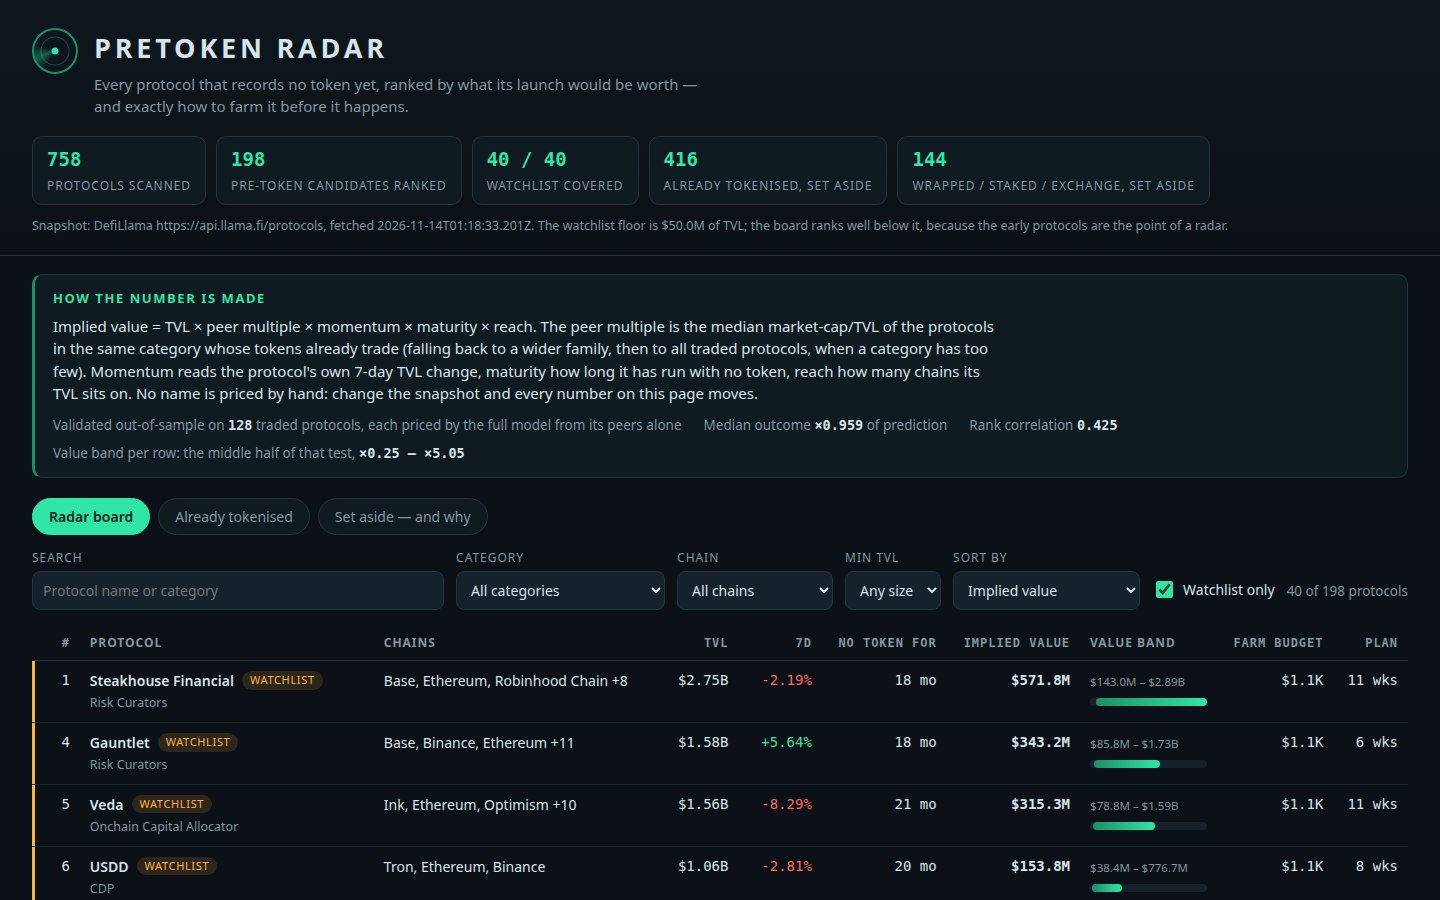 PRETOKEN RADAR
Every protocol that records no token yet, ranked by what its launch would be worth —
and exactly how to farm it before it happens.
758
PROTOCOLS SCANNED
198
PRE-TOKEN CANDIDATES RANKED
40 / 40
WATCHLIST COVERED
416
ALREADY TOKENISED, SET ASIDE
144
WRAPPED / STAKED / EXCHANGE, SET ASIDE
Snapshot: DefiLlama https://api.llama.fi/protocols, fetched 2026-11-14T01:18:33.201Z. The watchlist floor is $50.0M of TVL; the board ranks well below it, because the early protocols are the point of a radar.
HOW THE NUMBER IS MADE
Implied value = TVL × peer multiple × momentum × maturity × reach. The peer multiple is the median market-cap/TVL of the protocols
in the same category whose tokens already trade (falling back to a wider family, then to all traded protocols, when a category has too
few). Momentum reads the protocol's own 7-day TVL change, maturity how long it has run with no token, reach how many chains its
TVL sits on. No name is priced by hand: change the snapshot and every number on this page moves.
Validated out-of-sample on 128 traded protocols, each priced by the full model from its peers alone Median outcome ×0.959 of prediction Rank correlation 0.425
Value band per row: the middle half of that test, ×0.25 — ×5.05
Radar board Already tokenised Set aside — and why
SEARCH CATEGORY CHAIN MIN TVL SORT BY
Protocol name or category All categories All chains Any size Implied value Watchlist only 40 of 198 protocols
# PROTOCOL CHAINS TVL 7D NO TOKEN FOR IMPLIED VALUE VALUE BAND FARM BUDGET PLAN
1 Steakhouse Financial WATCHLIST Base, Ethereum, Robinhood Chain +8 $2.75B -2.19% 18 mo $571.8M $143.0M – $2.89B $1.1K 11 wks
Risk Curators
4 Gauntlet WATCHLIST Base, Binance, Ethereum +11 $1.58B +5.64% 18 mo $343.2M $85.8M – $1.73B $1.1K 6 wks
Risk Curators
5 Veda WATCHLIST Ink, Ethereum, Optimism +10 $1.56B -8.29% 21 mo $315.3M $78.8M – $1.59B $1.1K 11 wks
Onchain Capital Allocator
6 USDD WATCHLIST Tron, Ethereum, Binance $1.06B -2.81% 20 mo $153.8M $38.4M – $776.7M $1.1K 8 wks
CDP